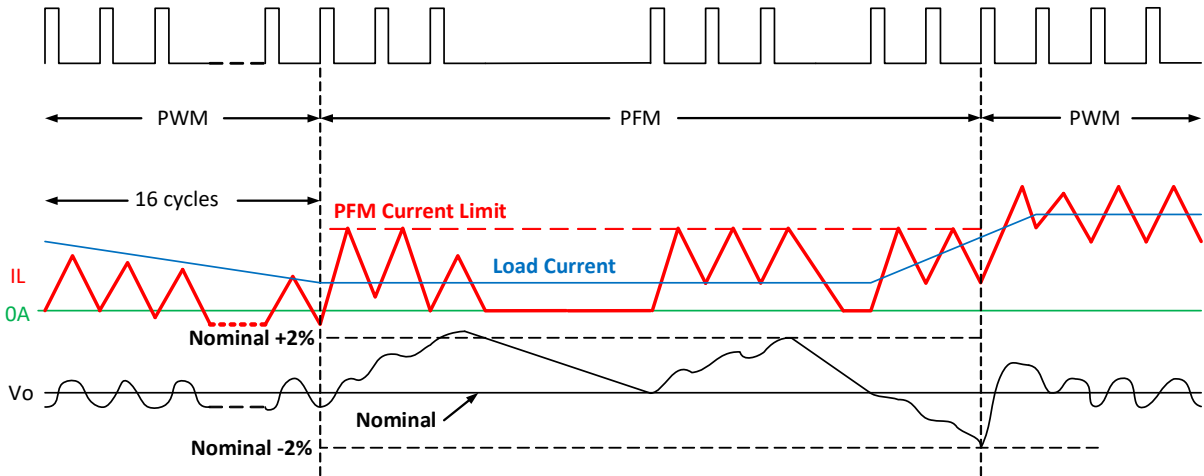 PWM
PFM
PWM
16 cycles
PFM Current Limit
Load Current
IL
0A
Nominal +2%
Vo
Nominal
Nominal -2%